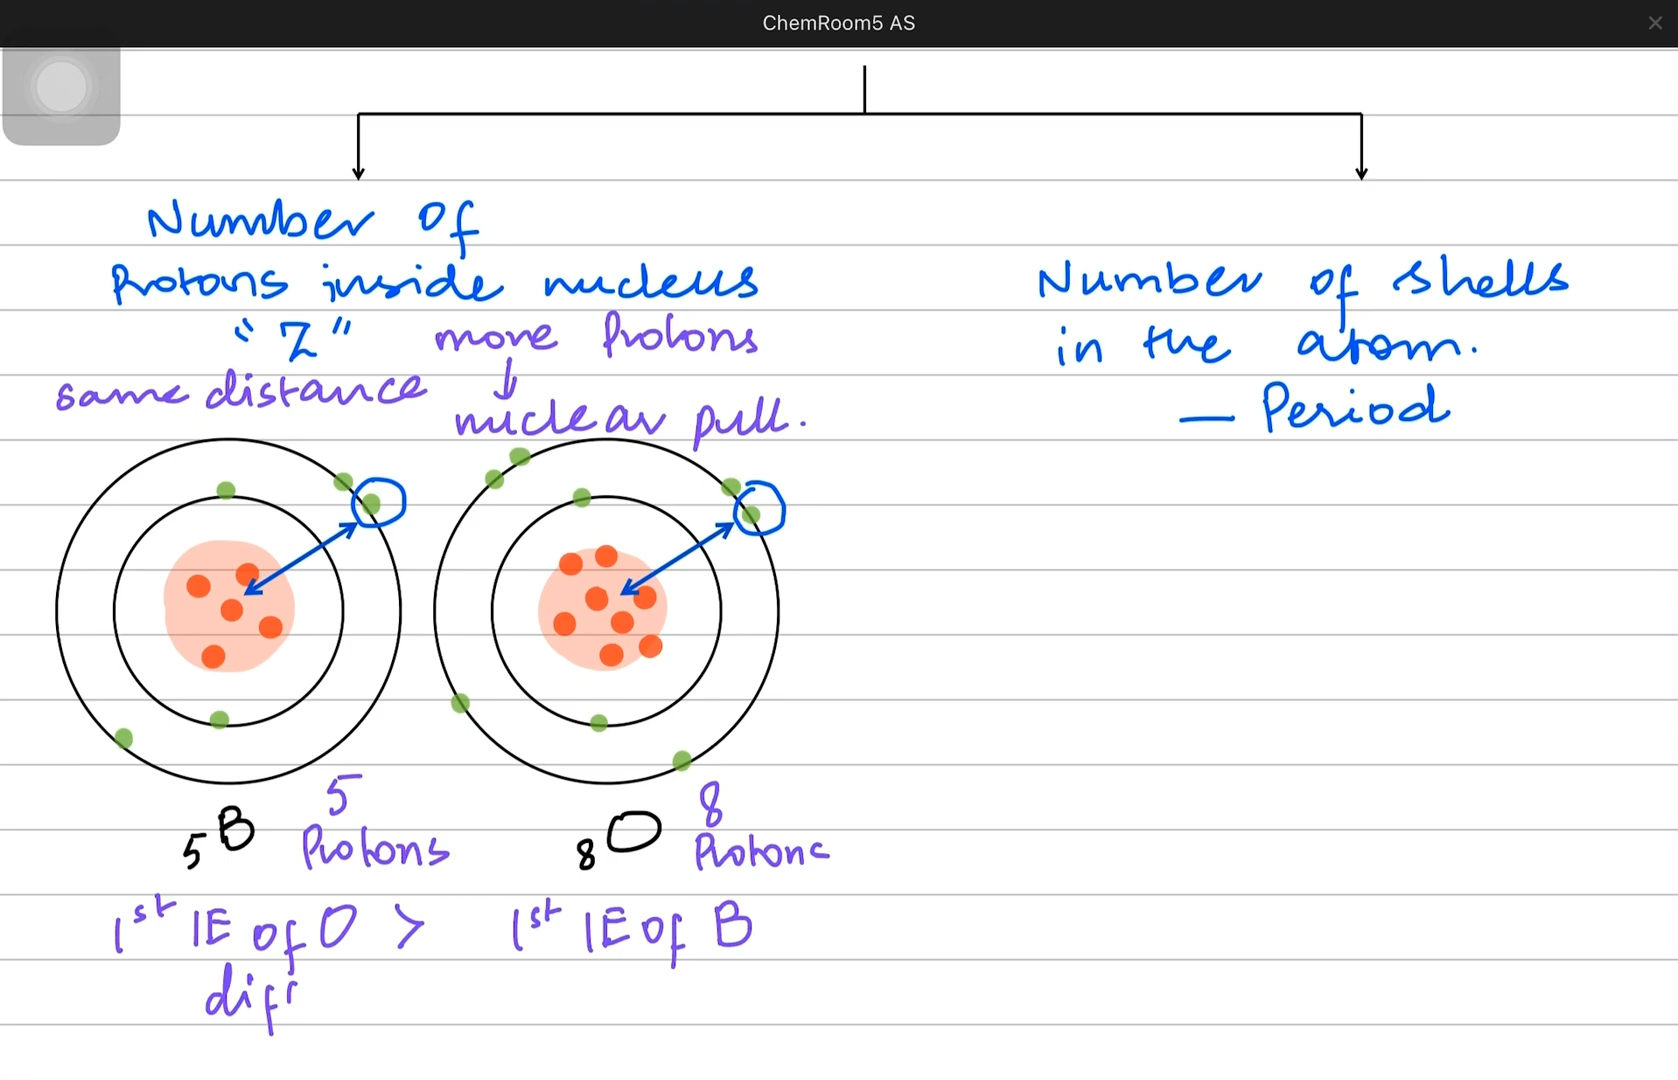 ChemRoom5 AS
Number of
Protons inside nucleus
"Z" more Protons
same distance ↓
nuclear pull.
Number of shells
in the atom.
— Period
5B 5
Protons
8O 8
Protons
1st IE of O > 1st IE of B
diff